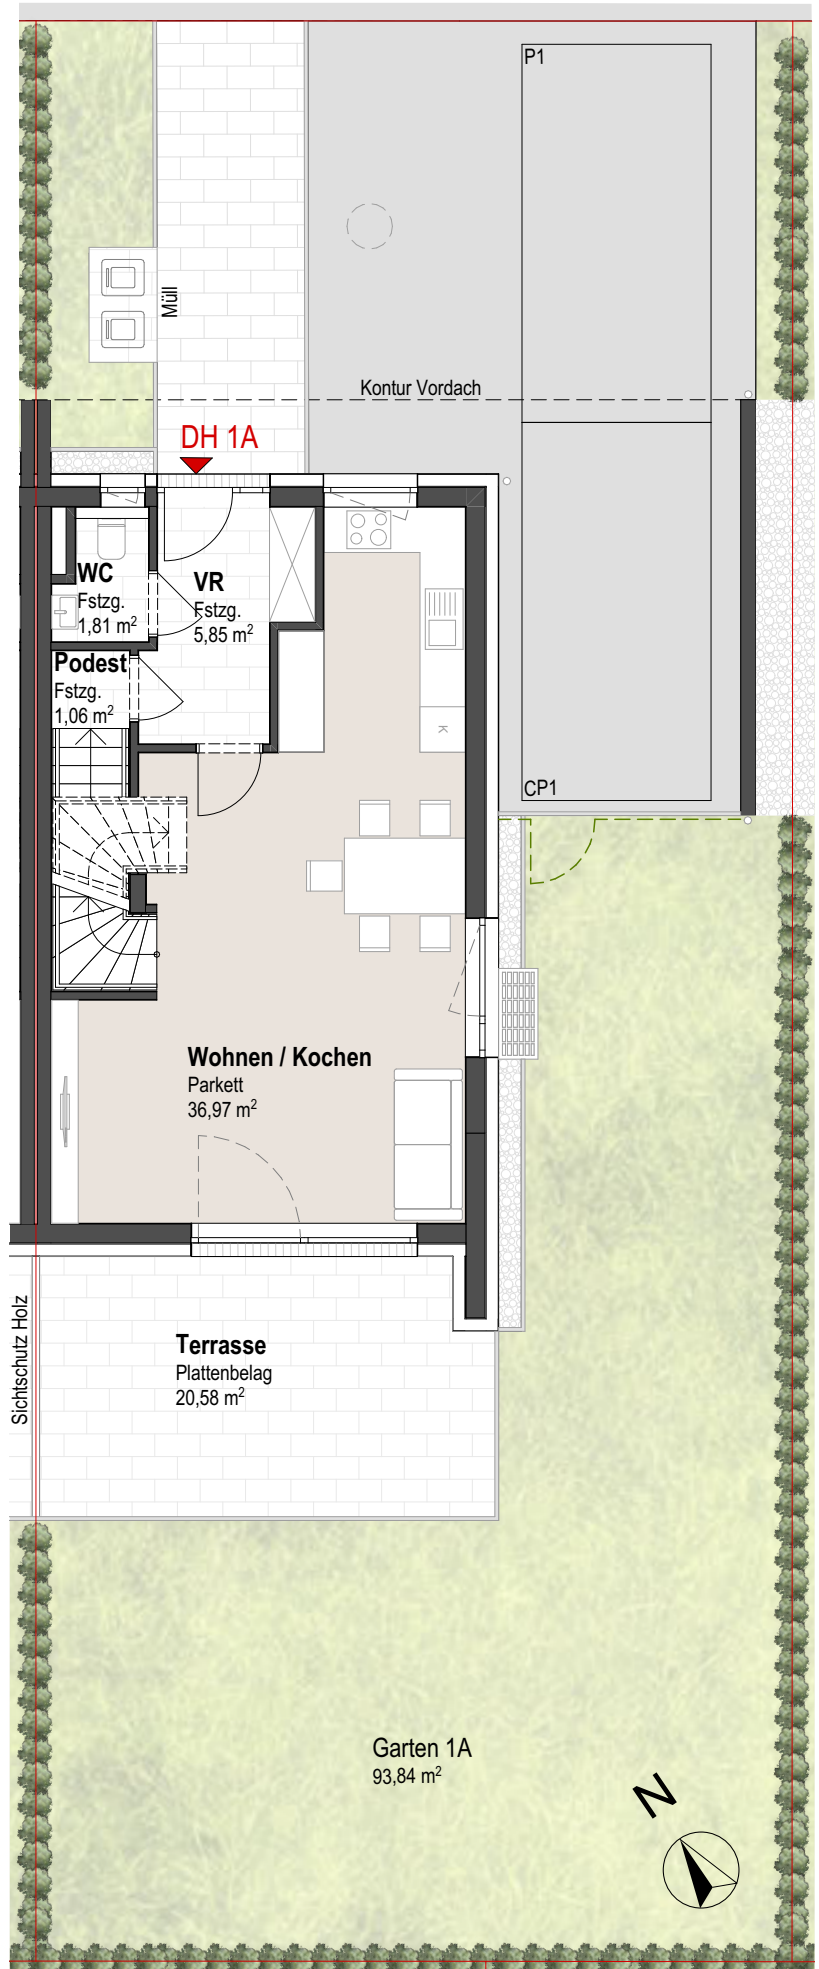 P1
Müll
Kontur Vordach
DH 1A
WC
Fstzg.
1,81 m²
VR
Fstzg.
5,85 m²
Podest
Fstzg.
1,06 m²
K
CP1
Wohnen / Kochen
Parkett
36,97 m²
Sichtschutz Holz
Terrasse
Plattenbelag
20,58 m²
Garten 1A
93,84 m²
N